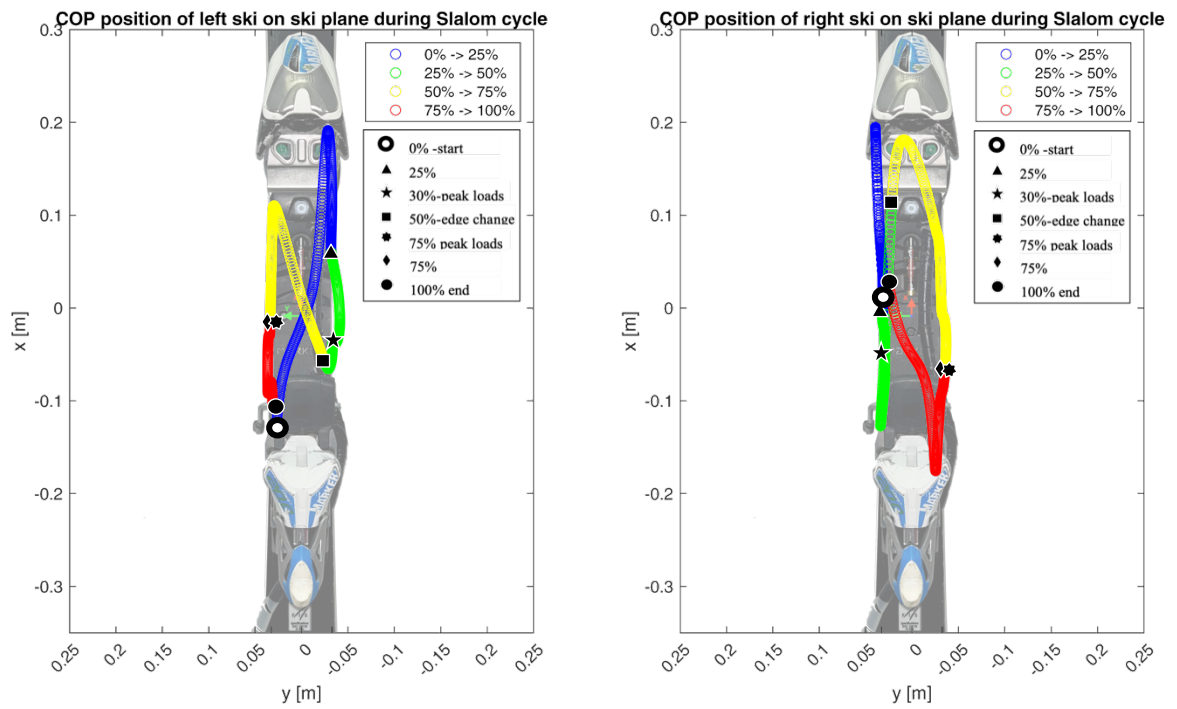 COP position of left ski on ski plane during Slalom cycle
0.3
0.2
0.1
0
-0.1
-0.2
-0.3
x [m]
0.25
0.2
0.15
0.1
0.05
0
-0.05
-0.1
-0.15
-0.2
0.25
y [m]
0% -> 25%
25% -> 50%
50% -> 75%
75% -> 100%
0% -start
25%
30%-peak loads
50%-edge change
75% peak loads
75%
100% end
MARKER
COP position of right ski on ski plane during Slalom cycle
0.3
0.2
0.1
0
-0.1
-0.2
-0.3
x [m]
0.25
0.2
0.15
0.1
0.05
0
-0.05
-0.1
-0.15
-0.2
0.25
y [m]
0% -> 25%
25% -> 50%
50% -> 75%
75% -> 100%
0% -start
25%
30%-peak loads
50%-edge change
75% peak loads
75%
100% end
MARKER